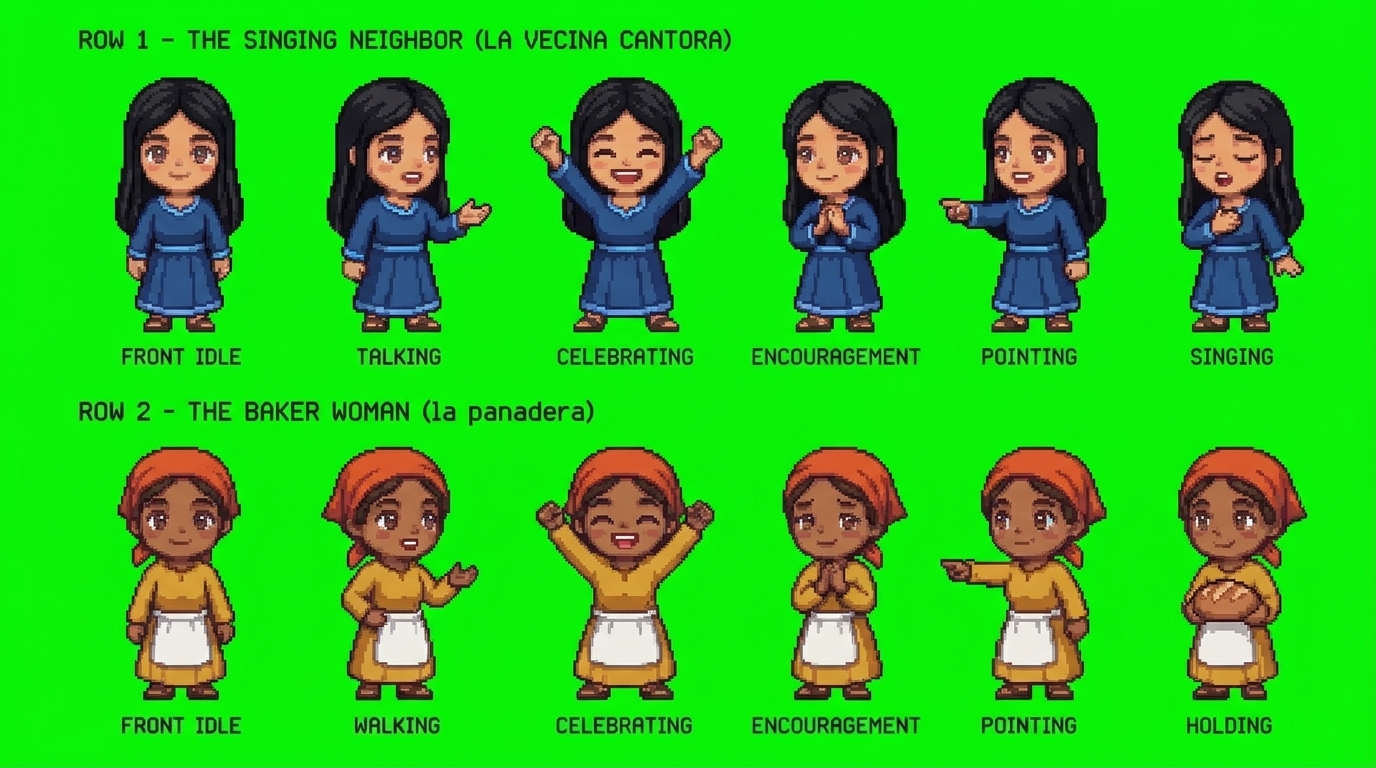 ROW 1 - THE SINGING NEIGHBOR (LA VECINA CANTORA)
FRONT IDLE TALKING CELEBRATING ENCOURAGEMENT POINTING SINGING
ROW 2 - THE BAKER WOMAN (la panadera)
FRONT IDLE WALKING CELEBRATING ENCOURAGEMENT POINTING HOLDING